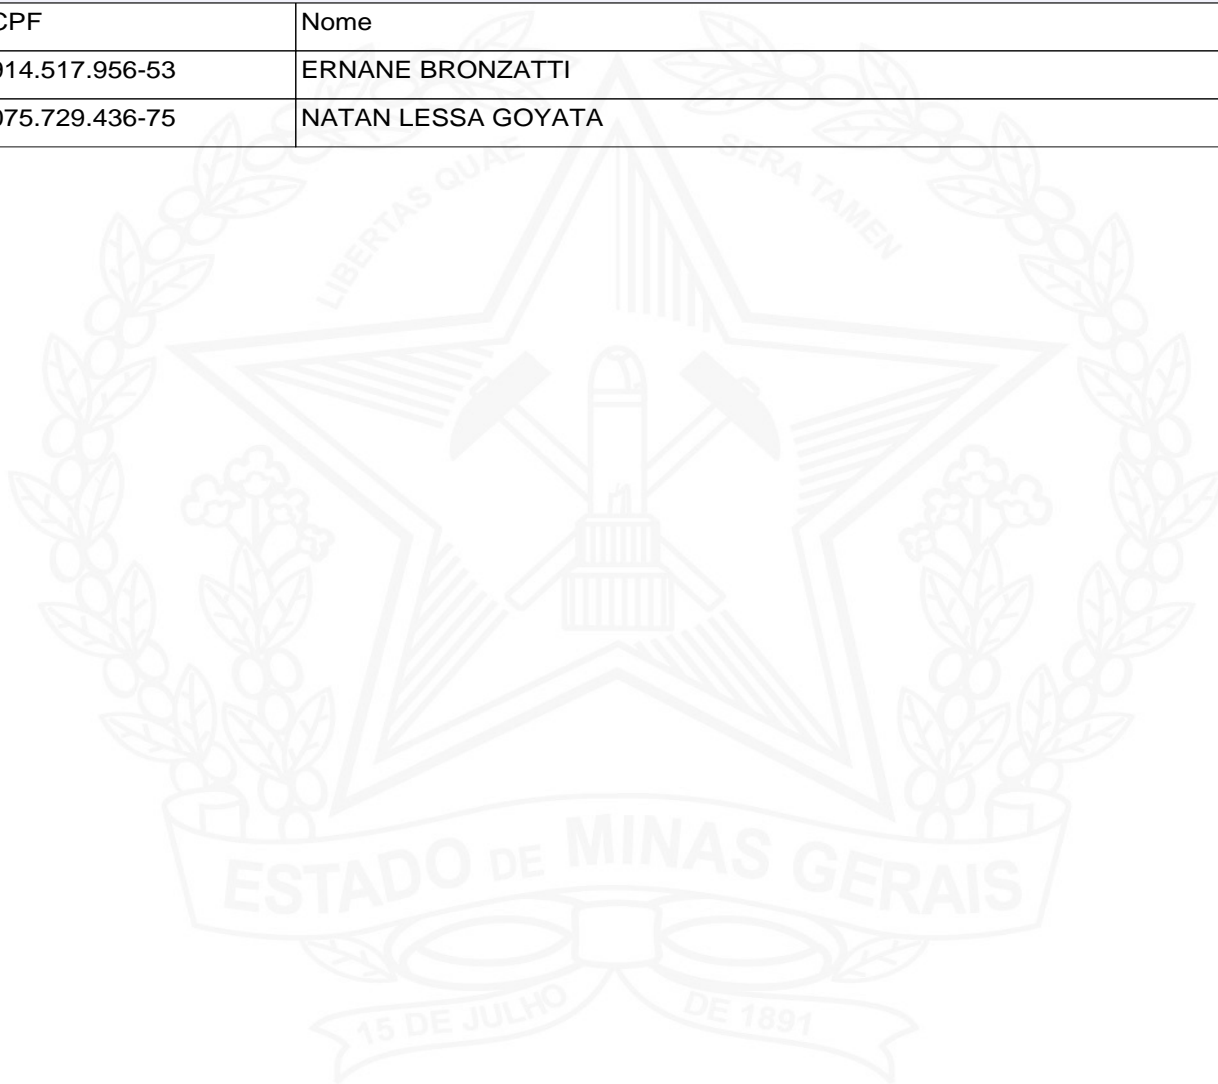 CPF Nome
914.517.956-53 ERNANE BRONZATTI
075.729.436-75 NATAN LESSA GOYATA
LIBERTAS QUAE SERA TAMEN
ESTADO DE MINAS GERAIS
15 DE JULHO DE 1891